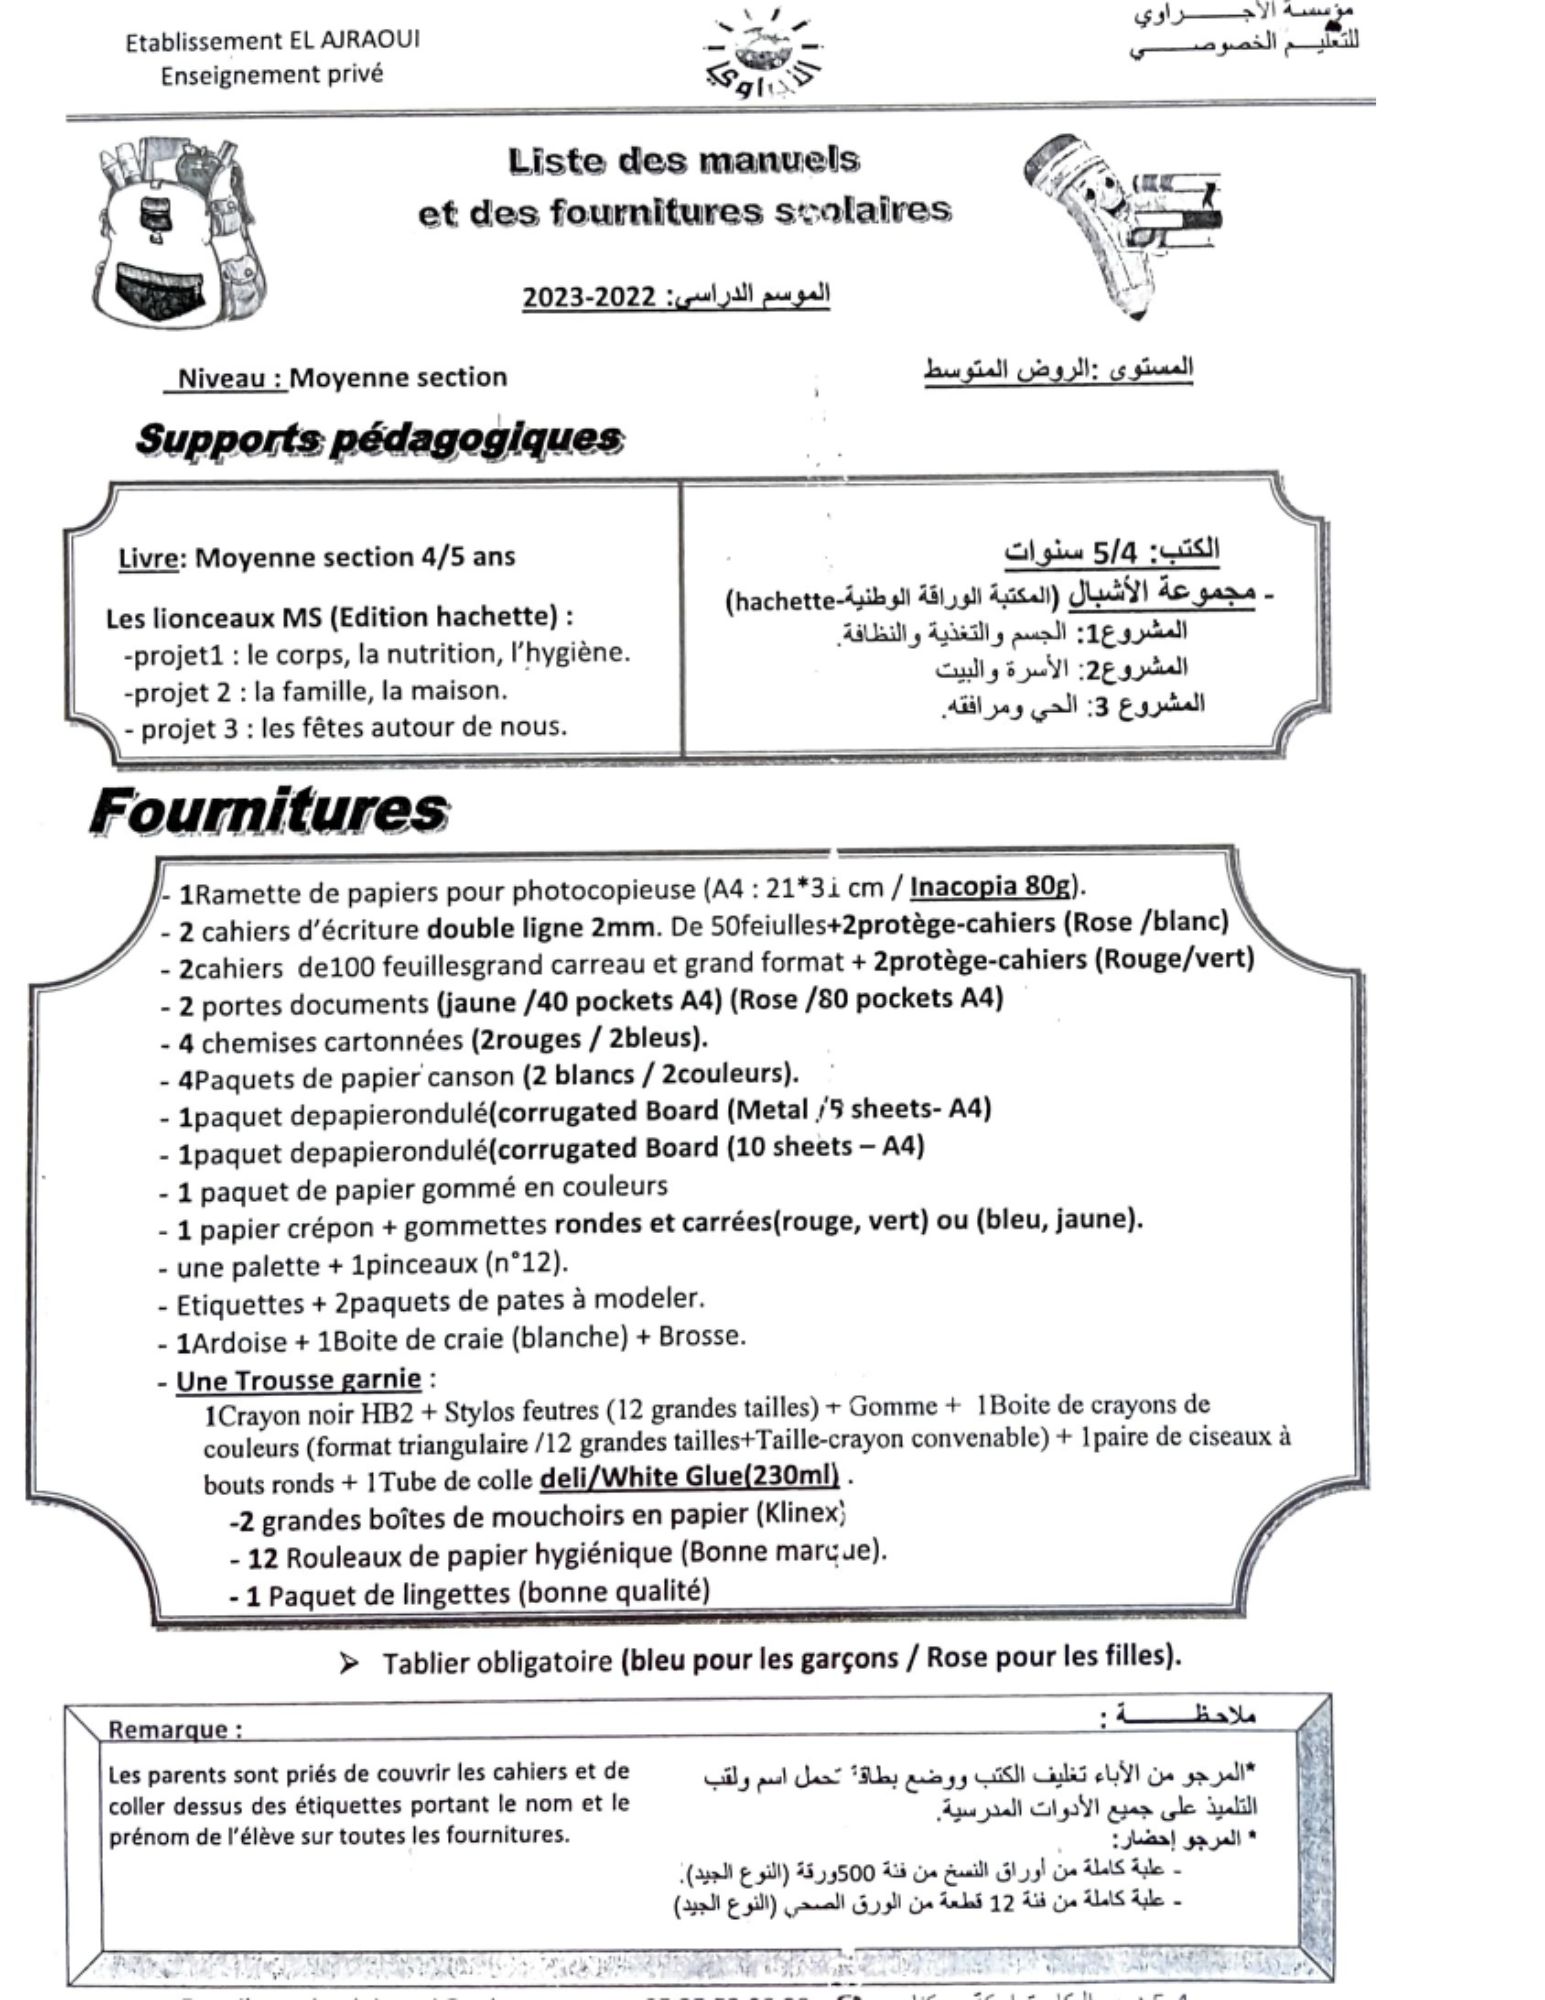 Etablissement EL AJRAOUI
Enseignement privé
مؤسسة الأجـــراوي
للتعليـم الخصوصـــي
الأجراوي
Liste des manuels
et des fournitures scolaires
الموسم الدراسي: 2022-2023
Niveau : Moyenne section
المستوى :الروض المتوسط
Supports pédagogiques
Livre: Moyenne section 4/5 ans
Les lionceaux MS (Edition hachette) :
-projet1 : le corps, la nutrition, l’hygiène.
-projet 2 : la famille, la maison.
- projet 3 : les fêtes autour de nous.
الكتب: 5/4 سنوات
- مجموعة الأشبال (المكتبة الوراقة الوطنية-hachette)
المشروع1: الجسم والتغذية والنظافة.
المشروع2: الأسرة والبيت
المشروع 3: الحي ومرافقه.
Fournitures
- 1Ramette de papiers pour photocopieuse (A4 : 21*31 cm / Inacopia 80g).
- 2 cahiers d’écriture double ligne 2mm. De 50feiulles+2protège-cahiers (Rose /blanc)
- 2cahiers de100 feuillesgrand carreau et grand format + 2protège-cahiers (Rouge/vert)
- 2 portes documents (jaune /40 pockets A4) (Rose /80 pockets A4)
- 4 chemises cartonnées (2rouges / 2bleus).
- 4Paquets de papier canson (2 blancs / 2couleurs).
- 1paquet depapierondulé(corrugated Board (Metal /5 sheets- A4)
- 1paquet depapierondulé(corrugated Board (10 sheets – A4)
- 1 paquet de papier gommé en couleurs
- 1 papier crépon + gommettes rondes et carrées(rouge, vert) ou (bleu, jaune).
- une palette + 1pinceaux (n°12).
- Etiquettes + 2paquets de pates à modeler.
- 1Ardoise + 1Boite de craie (blanche) + Brosse.
- Une Trousse garnie :
1Crayon noir HB2 + Stylos feutres (12 grandes tailles) + Gomme + 1Boite de crayons de
couleurs (format triangulaire /12 grandes tailles+Taille-crayon convenable) + 1paire de ciseaux à
bouts ronds + 1Tube de colle deli/White Glue(230ml) .
-2 grandes boîtes de mouchoirs en papier (Klinex)
- 12 Rouleaux de papier hygiénique (Bonne marque).
- 1 Paquet de lingettes (bonne qualité)
➢ Tablier obligatoire (bleu pour les garçons / Rose pour les filles).
Remarque :
Les parents sont priés de couvrir les cahiers et de
coller dessus des étiquettes portant le nom et le
prénom de l’élève sur toutes les fournitures.
ملاحظـــــة :
*المرجو من الأباء تغليف الكتب ووضع بطاقة تحمل اسم ولقب
التلميذ على جميع الأدوات المدرسية.
* المرجو إحضار:
- علبة كاملة من أوراق النسخ من فئة 500ورقة (النوع الجيد).
- علبة كاملة من فئة 12 قطعة من الورق الصحي (النوع الجيد)